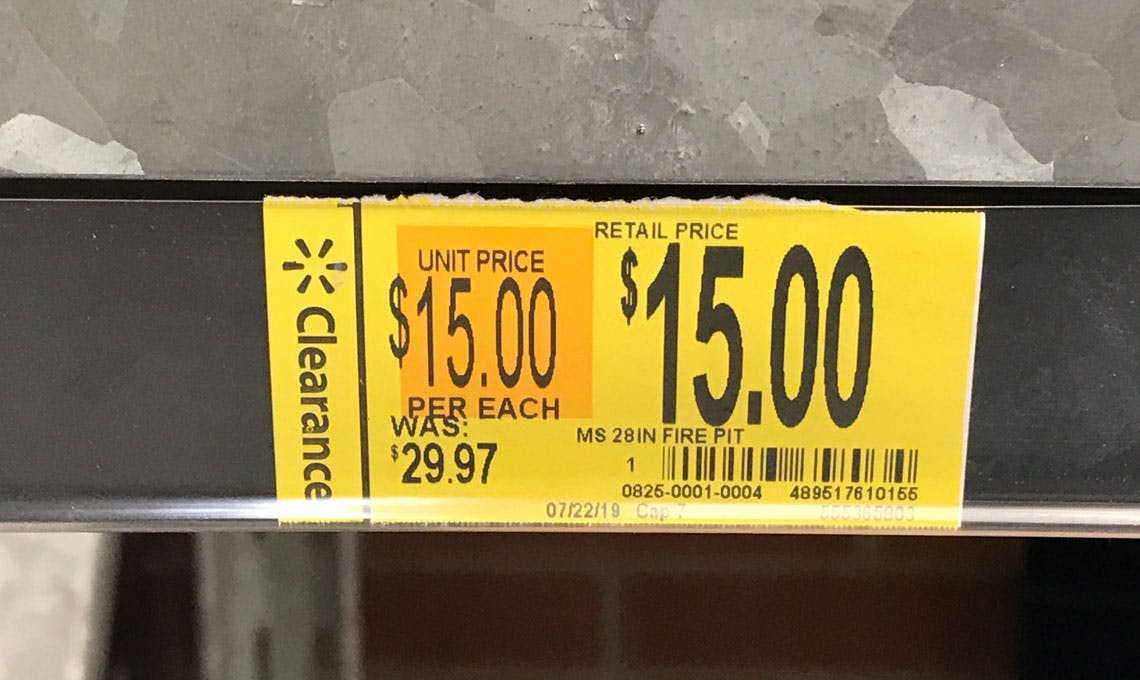 Clearance
UNIT PRICE
$15.00
PER EACH
WAS:
$29.97
RETAIL PRICE
$15.00
MS 28IN FIRE PIT
1
0825-0001-0004 489517610155
07/22/19 Cap 7